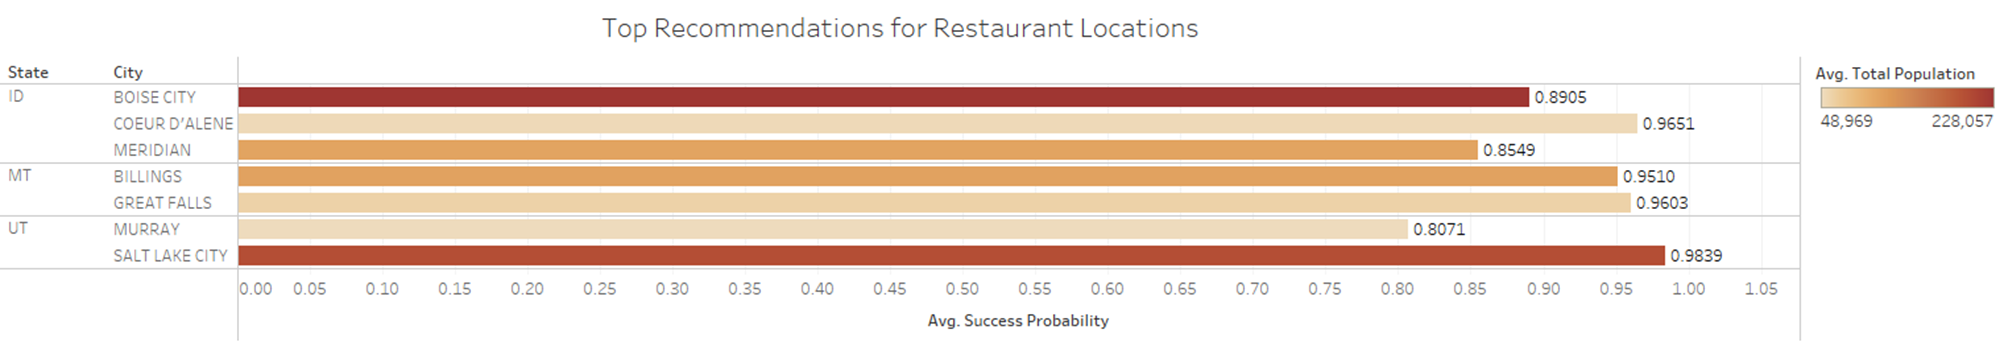 Top Recommendations for Restaurant Locations
State City
Avg. Total Population
ID BOISE CITY 0.8905
COEUR D'ALENE 0.9651
48,969 228,057
MERIDIAN 0.8549
MT BILLINGS 0.9510
GREAT FALLS 0.9603
UT MURRAY 0.8071
SALT LAKE CITY 0.9839
0.00 0.05 0.10 0.15 0.20 0.25 0.30 0.35 0.40 0.45 0.50 0.55 0.60 0.65 0.70 0.75 0.80 0.85 0.90 0.95 1.00 1.05
Avg. Success Probability